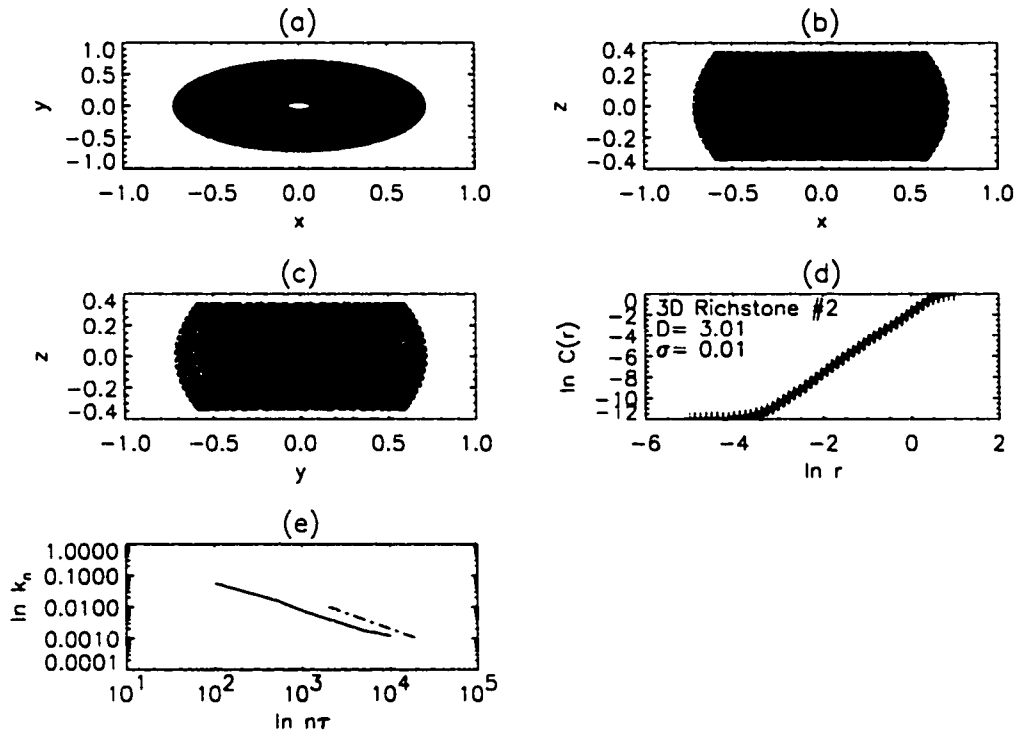 (a)
1.0
0.5
0.0
−0.5
−1.0
y
−1.0 −0.5 0.0 0.5 1.0
x
(b)
0.4
0.2
0.0
−0.2
−0.4
z
−1.0 −0.5 0.0 0.5 1.0
x
(c)
0.4
0.2
0.0
−0.2
−0.4
z
−1.0 −0.5 0.0 0.5 1.0
y
(d)
3D Richstone #2
D= 3.01
σ= 0.01
0
−2
−4
−6
−8
−10
−12
ln C(r)
−6 −4 −2 0 2
ln r
(e)
1.0000
0.1000
0.0100
0.0010
0.0001
ln kₙ
10¹ 10² 10³ 10⁴ 10⁵
ln nτ